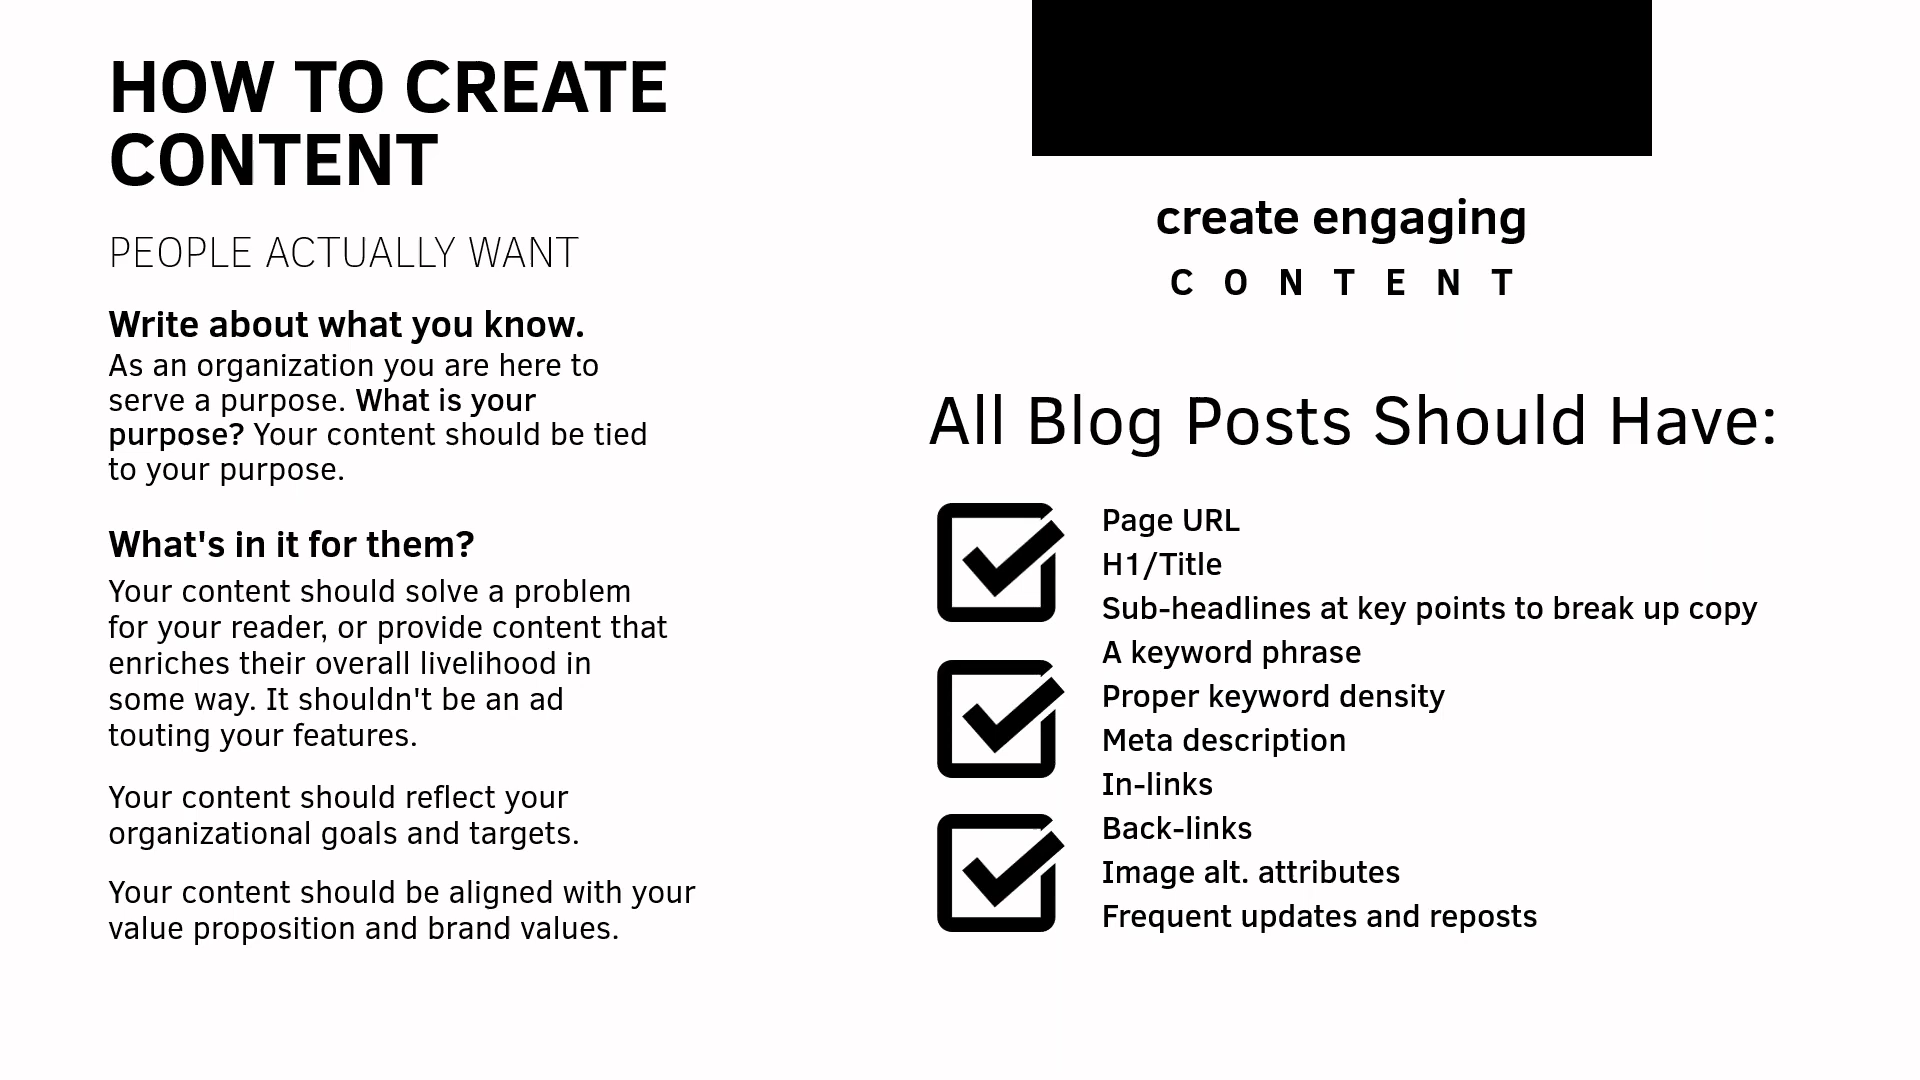 HOW TO CREATE
CONTENT
PEOPLE ACTUALLY WANT
Write about what you know.
As an organization you are here to
serve a purpose. What is your
purpose? Your content should be tied
to your purpose.
What's in it for them?
Your content should solve a problem
for your reader, or provide content that
enriches their overall livelihood in
some way. It shouldn't be an ad
touting your features.
Your content should reflect your
organizational goals and targets.
Your content should be aligned with your
value proposition and brand values.
create engaging
CONTENT
All Blog Posts Should Have:
Page URL
H1/Title
Sub-headlines at key points to break up copy
A keyword phrase
Proper keyword density
Meta description
In-links
Back-links
Image alt. attributes
Frequent updates and reposts